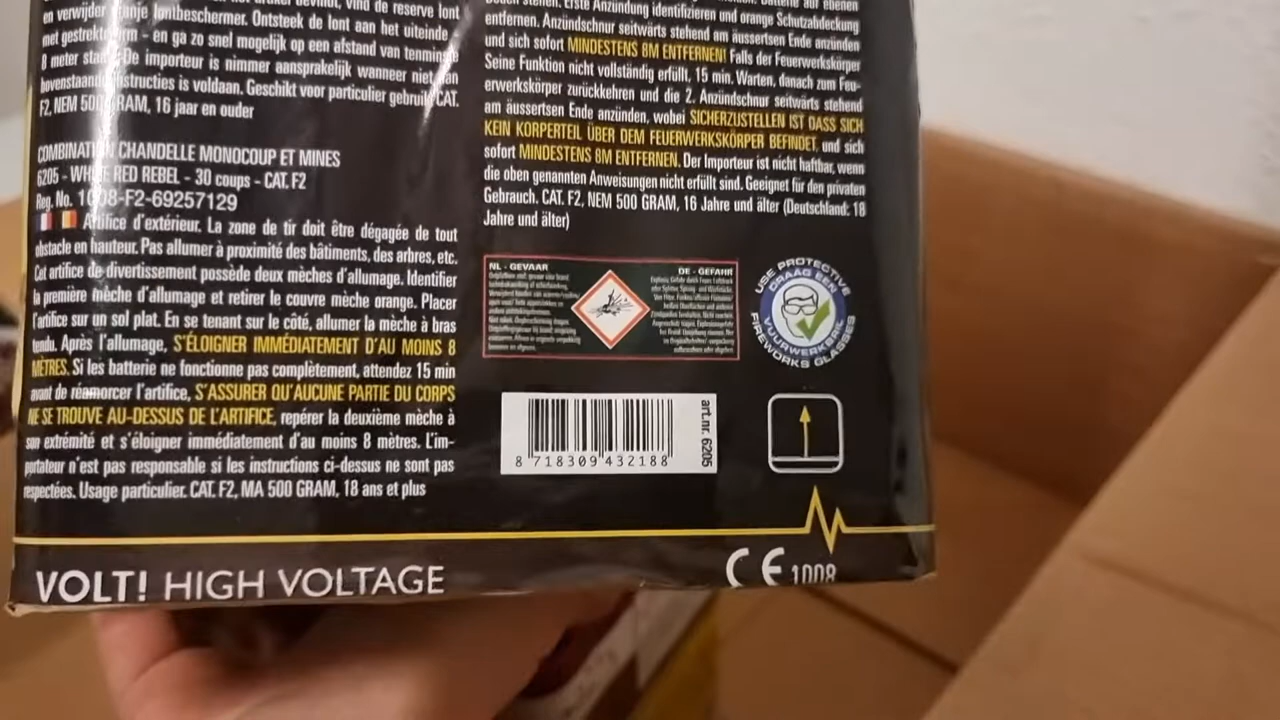 en verwijder oranje lontbeschermer. Ontsteek de lont aan het uiteinde
met gestrekte arm - en ga zo snel mogelijk op een afstand van tenminste
8 meter staan. De importeur is nimmer aansprakelijk wanneer niet aan
bovenstaande instructies is voldaan. Geschikt voor particulier gebruik CAT.
F2, NEM 500 GRAM, 16 jaar en ouder
COMBINATION CHANDELLE MONOCOUP ET MINES
6205 - WHITE RED REBEL - 30 coups - CAT. F2
Reg. No. 1008-F2-69257129
Artifice d'extérieur. La zone de tir doit être dégagée de tout
obstacle en hauteur. Pas allumer à proximité des bâtiments, des arbres, etc.
Cet artifice de divertissement possède deux mèches d'allumage. Identifier
la première mèche d'allumage et retirer le couvre mèche orange. Placer
l'artifice sur un sol plat. En se tenant sur le côté, allumer la mèche à bras
tendu. Après l'allumage, S'ÉLOIGNER IMMÉDIATEMENT D'AU MOINS 8
MÈTRES. Si les batterie ne fonctionne pas complètement, attendez 15 min
avant de réamorcer l'artifice, S'ASSURER QU'AUCUNE PARTIE DU CORPS
NE SE TROUVE AU-DESSUS DE L'ARTIFICE, repérer la deuxième mèche à
son extrémité et s'éloigner immédiatement d'au moins 8 mètres. L'im-
portateur n'est pas responsable si les instructions ci-dessus ne sont pas
respectées. Usage particulier. CAT. F2, MA 500 GRAM, 18 ans et plus
Erste Anzündung identifizieren und orange Schutzabdeckung
entfernen. Anzündschnur seitwärts stehend am äussertsen Ende anzünden
und sich sofort MINDESTENS 8M ENTFERNEN! Falls der Feuerwerkskörper
Seine Funktion nicht vollständig erfüllt, 15 min. Warten, danach zum Feu-
erwerkskörper zurückkehren und die 2. Anzündschnur seitwärts stehend
am äussertsen Ende anzünden, wobei SICHERZUSTELLEN IST DASS SICH
KEIN KORPERTEIL ÜBER DEM FEUERWERKSKÖRPER BEFINDET, und sich
sofort MINDESTENS 8M ENTFERNEN. Der Importeur ist nicht haftbar, wenn
die oben genannten Anweisungen nicht erfüllt sind. Geeignet für den privaten
Gebrauch. CAT. F2, NEM 500 GRAM, 16 Jahre und älter (Deutschland: 18
Jahre und älter)
NL - GEVAAR
DE - GEFAHR
USE PROTECTIVE
FIREWORKS GLASSES
DRAAG EEN
VUURWERKBRIL
8 718309 432188
art.nr. 6205
VOLT! HIGH VOLTAGE
CE 1008